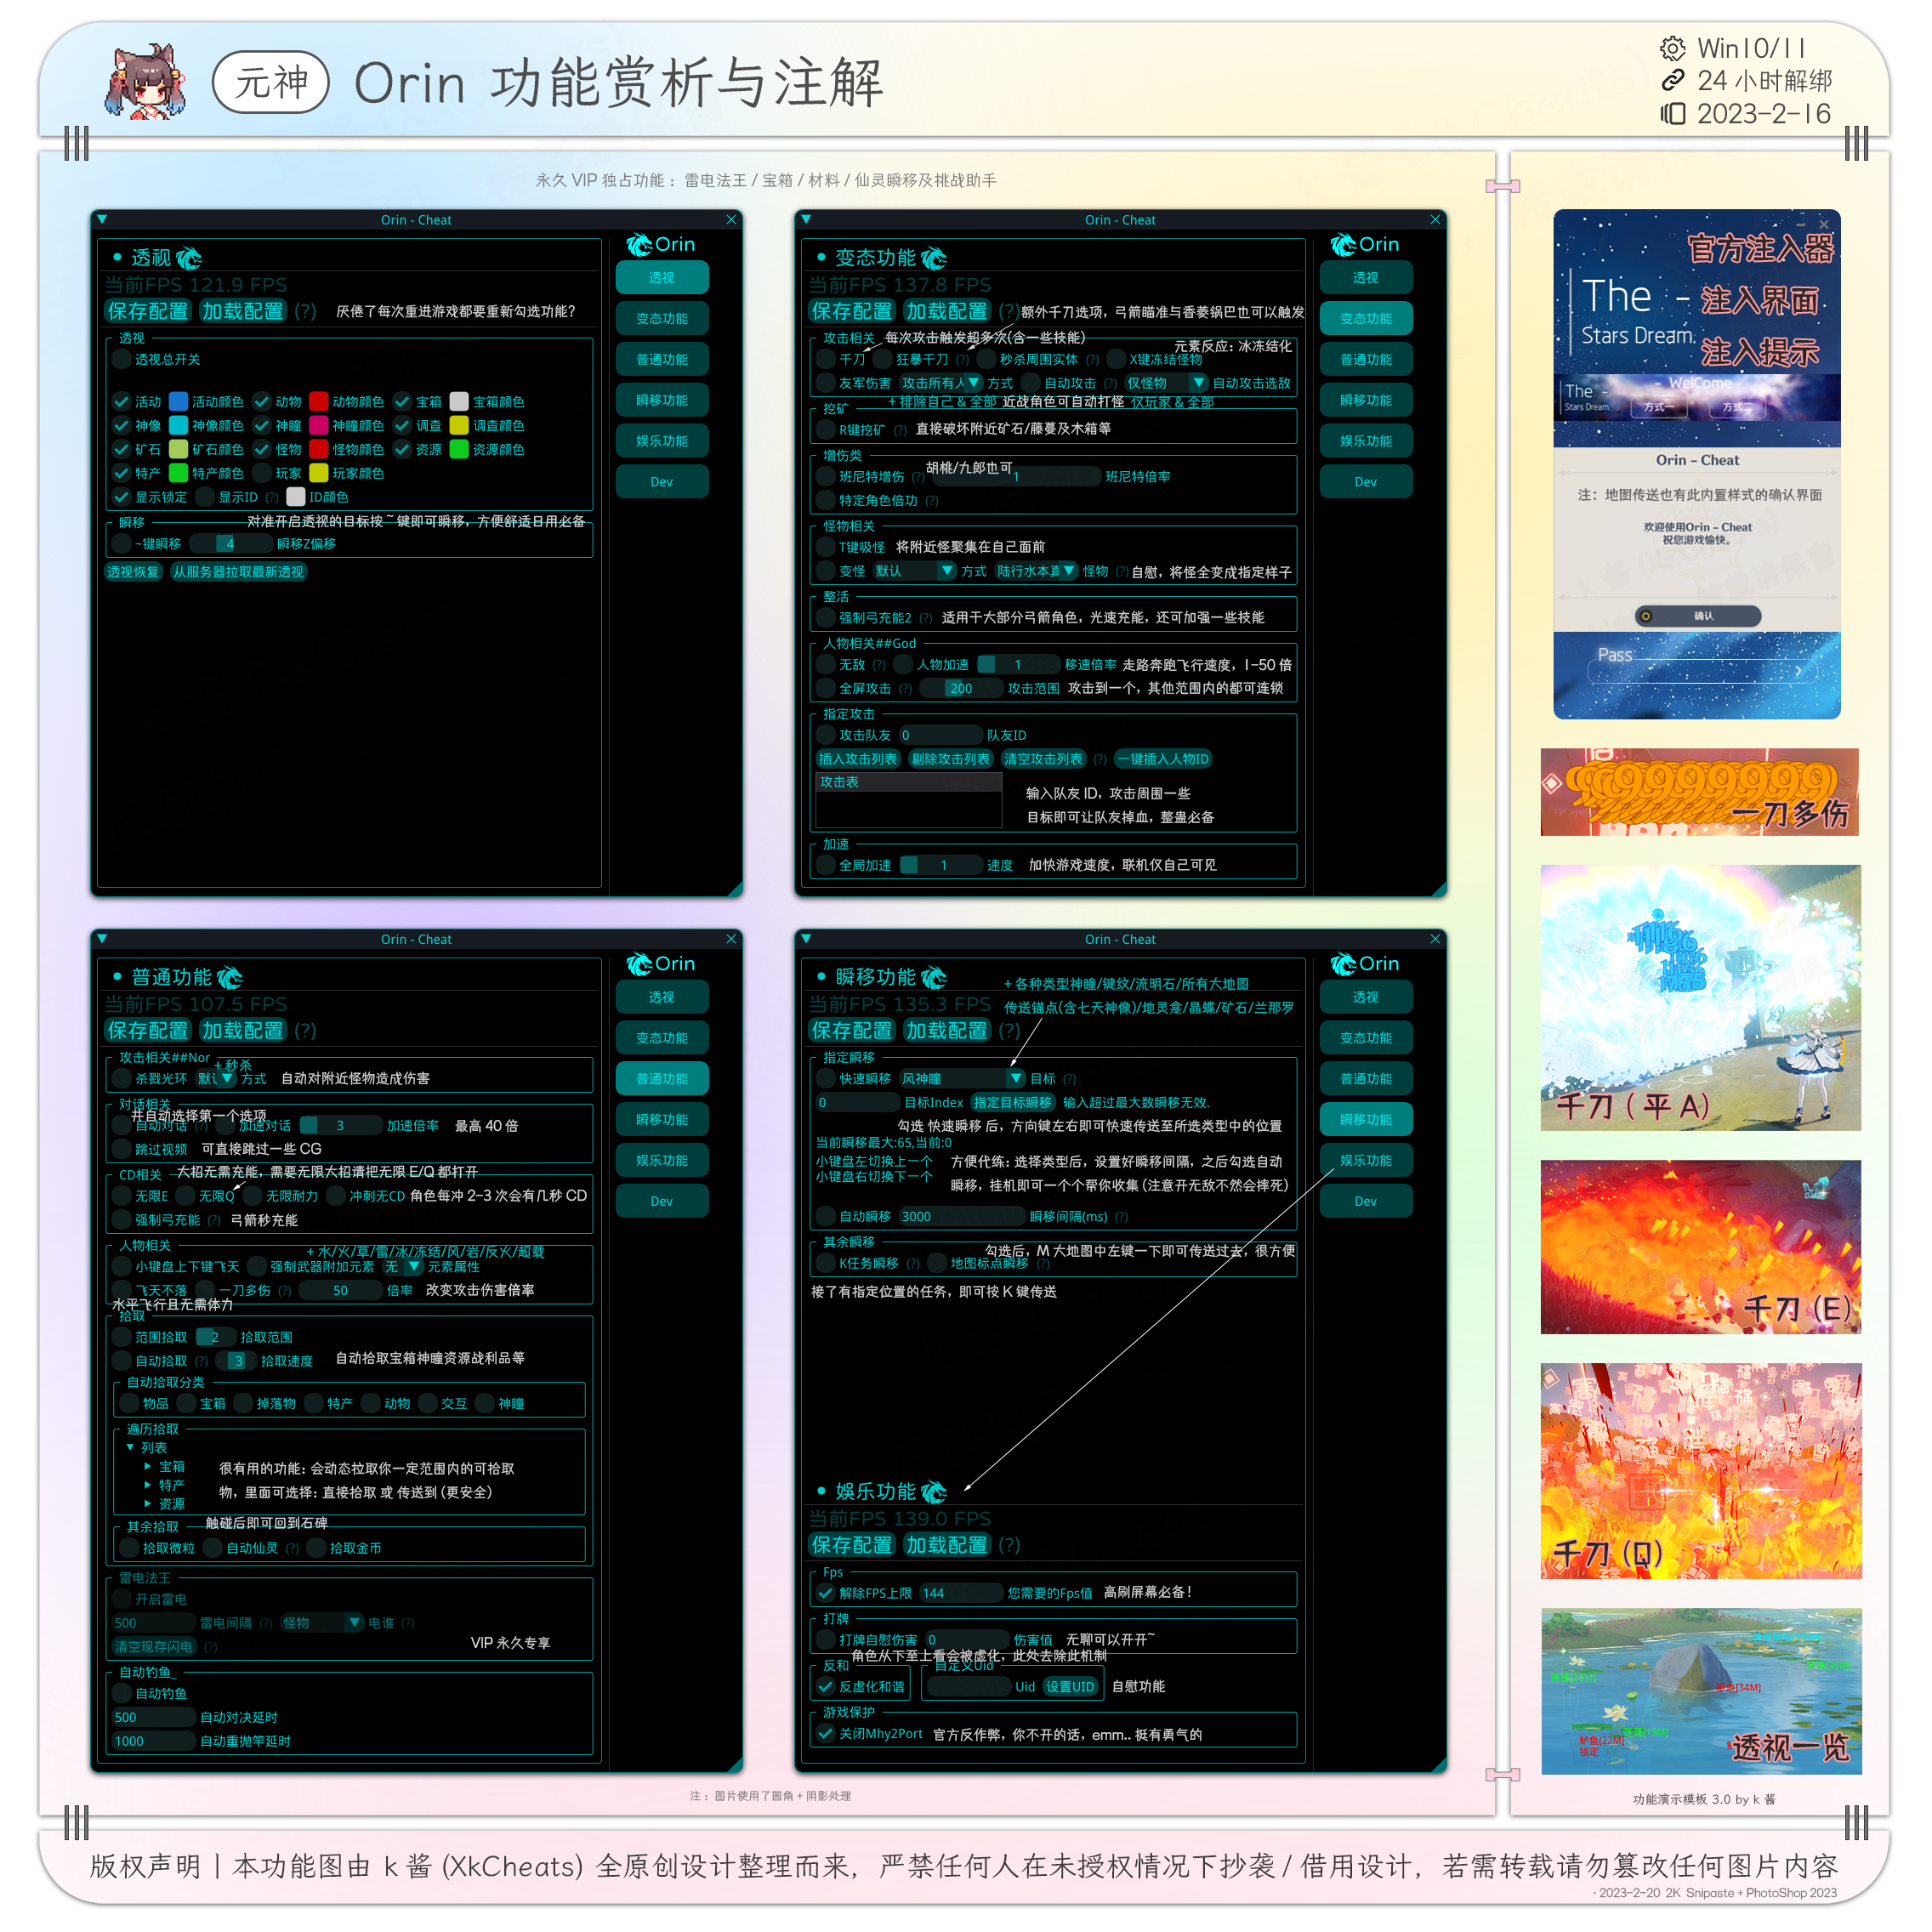 元神
Orin 功能赏析与注解
Win10/11
24 小时解绑
2023-2-16
永久 VIP 独占功能：雷电法王 / 宝箱 / 材料 / 仙灵瞬移及挑战助手
Orin - Cheat
透视
当前FPS 121.9 FPS
保存配置 加载配置 (?) 厌倦了每次重进游戏都要重新勾选功能?
透视
透视总开关
活动 活动颜色 动物 动物颜色 宝箱 宝箱颜色
神像 神像颜色 神瞳 神瞳颜色 调查 调查颜色
矿石 矿石颜色 怪物 怪物颜色 资源 资源颜色
特产 特产颜色 玩家 玩家颜色
显示锁定 显示ID (?) ID颜色
瞬移 对准开启透视的目标按 ~ 键即可瞬移，方便舒适日用必备
~键瞬移 4 瞬移Z偏移
透视恢复 从服务器拉取最新透视
Orin
透视
变态功能
普通功能
瞬移功能
娱乐功能
Dev
Orin - Cheat
变态功能
当前FPS 137.8 FPS
保存配置 加载配置 (?) 额外千刀选项，弓箭瞄准与香菱锅巴也可以触发
攻击相关 每次攻击触发超多次(含一些技能)
元素反应: 冰冻结化
千刀 狂暴千刀 (?) 秒杀周围实体 (?) X键冻结怪物
友军伤害 攻击所有人 方式 自动攻击 (?) 仅怪物 自动攻击选敌
+ 排除自己 & 全部 近战角色可自动打怪 仅玩家 & 全部
挖矿
R键挖矿 (?) 直接破坏附近矿石/藤蔓及木箱等
增伤类
胡桃/九郎也可
班尼特增伤 (?) 1 班尼特倍率
特定角色倍功 (?)
怪物相关
T键吸怪 将附近怪聚集在自己面前
变怪 默认 方式 陆行水本真 怪物 (?) 自慰，将怪全变成指定样子
整活
强制弓充能2 (?) 适用于大部分弓箭角色，光速充能，还可加强一些技能
人物相关##God
无敌 (?) 人物加速 1 移速倍率 走路奔跑飞行速度，1-50 倍
全屏攻击 (?) 200 攻击范围 攻击到一个，其他范围内的都可连锁
指定攻击
攻击队友 0 队友ID
插入攻击列表 剔除攻击列表 清空攻击列表 (?) 一键插入人物ID
攻击表
输入队友 ID，攻击周围一些
目标即可让队友掉血，整蛊必备
加速
全局加速 1 速度 加快游戏速度，联机仅自己可见
Orin
透视
变态功能
普通功能
瞬移功能
娱乐功能
Dev
Orin - Cheat
普通功能
当前FPS 107.5 FPS
保存配置 加载配置 (?)
攻击相关##Nor
+ 秒杀
杀戮光环 默认 方式 自动对附近怪物造成伤害
对话相关
并自动选择第一个选项
自动对话 (?) 加速对话 3 加速倍率 最高 40 倍
跳过视频 可直接跳过一些 CG
CD相关 大招无需充能，需要无限大招请把无限 E/Q 都打开
无限E 无限Q 无限耐力 冲刺无CD 角色每冲 2-3 次会有几秒 CD
强制弓充能 (?) 弓箭秒充能
人物相关
+ 水/火/草/雷/冰/冻结/风/岩/反火/超载
小键盘上下键飞天 强制武器附加元素 无 元素属性
飞天不落 一刀多伤 (?) 50 倍率 改变攻击伤害倍率
水平飞行且无需体力
拾取
范围拾取 2 拾取范围
自动拾取 (?) 3 拾取速度 自动拾取宝箱神瞳资源战利品等
自动拾取分类
物品 宝箱 掉落物 特产 动物 交互 神瞳
遍历拾取
列表
宝箱
特产
资源
很有用的功能: 会动态拉取你一定范围内的可拾取
物，里面可选择: 直接拾取 或 传送到 (更安全)
其余拾取 触碰后即可回到石碑
拾取微粒 自动仙灵 (?) 拾取金币
雷电法王
开启雷电
500 雷电间隔 (?) 怪物 电谁 (?)
清空现存闪电 (?)
VIP 永久专享
自动钓鱼_
自动钓鱼
500 自动对决延时
1000 自动重抛竿延时
Orin
透视
变态功能
普通功能
瞬移功能
娱乐功能
Dev
Orin - Cheat
瞬移功能
+ 各种类型神瞳/键纹/流明石/所有大地图
传送锚点(含七天神像)/地灵龛/晶蝶/矿石/兰那罗
当前FPS 135.3 FPS
保存配置 加载配置 (?)
指定瞬移
快速瞬移 风神瞳 目标 (?)
0 目标Index 指定目标瞬移 输入超过最大数瞬移无效.
勾选 快速瞬移 后，方向键左右即可快速传送至所选类型中的位置
当前瞬移最大:65,当前:0
小键盘左切换上一个
小键盘右切换下一个
方便代练: 选择类型后，设置好瞬移间隔，之后勾选自动
瞬移，挂机即可一个个帮你收集 (注意开无敌不然会摔死)
自动瞬移 3000 瞬移间隔(ms) (?)
其余瞬移 勾选后，M 大地图中左键一下即可传送过去，很方便
K任务瞬移 (?) 地图标点瞬移 (?)
接了有指定位置的任务，即可按 K 键传送
娱乐功能
当前FPS 139.0 FPS
保存配置 加载配置 (?)
Fps
解除FPS上限 144 您需要的Fps值 高刷屏幕必备！
打牌
打牌自慰伤害 0 伤害值 无聊可以开开~
角色从下至上看会被虚化，此处去除此机制
反和 自定义Uid
反虚化和谐 Uid 设置UID 自慰功能
游戏保护
关闭Mhy2Port 官方反作弊，你不开的话，emm.. 挺有勇气的
Orin
透视
变态功能
普通功能
瞬移功能
娱乐功能
Dev
注：图片使用了圆角 + 阴影处理
官方注入器
The -
Stars Dream.
注入界面
注入提示
- WelCome -
The -
Stars Dream.
方式一 方式二
Orin - Cheat
注：地图传送也有此内置样式的确认界面
欢迎使用Orin - Cheat
祝您游戏愉快。
确认
Pass
一刀多伤
千刀 ( 平 A)
千刀 (E)
千刀 (Q)
鲈鱼[22M]
锁定
透视一览
功能演示模板 3.0 by k 酱
版权声明丨本功能图由 k 酱 (XkCheats) 全原创设计整理而来，严禁任何人在未授权情况下抄袭 / 借用设计，若需转载请勿篡改任何图片内容
· 2023-2-20 2K Snipaste + PhotoShop 2023